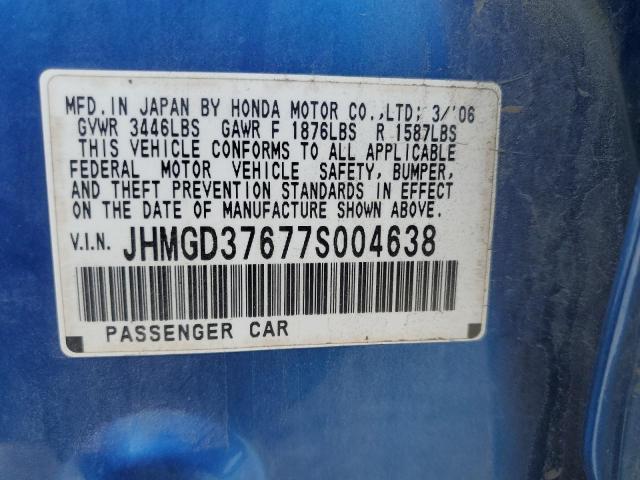 MFD.IN JAPAN BY HONDA MOTOR CO.,LTD; 3/'06
GVWR 3446LBS GAWR F 1876LBS R 1587LBS
THIS VEHICLE CONFORMS TO ALL APPLICABLE
FEDERAL MOTOR VEHICLE SAFETY, BUMPER,
AND THEFT PREVENTION STANDARDS IN EFFECT
ON THE DATE OF MANUFACTURE SHOWN ABOVE.
V.I.N. JHMGD37677S004638
PASSENGER CAR